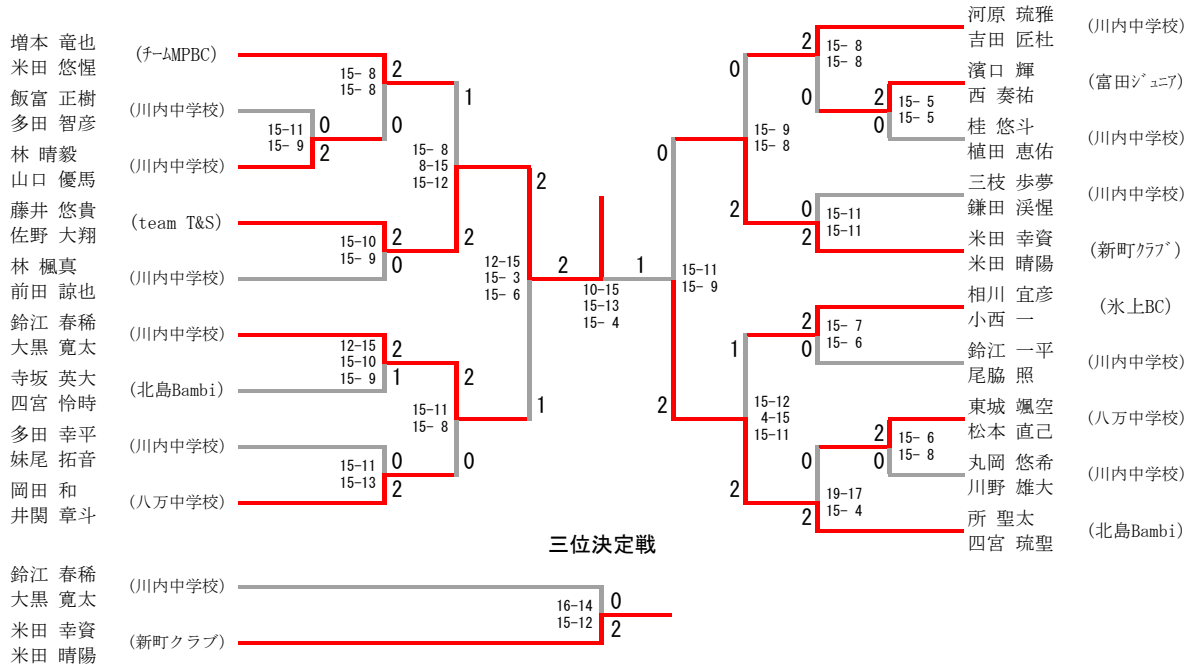 増本 竜也
米田 悠惺
(ﾁｰﾑMPBC)
飯富 正樹
多田 智彦
(川内中学校)
林 晴毅
山口 優馬
(川内中学校)
藤井 悠貴
佐野 大翔
(team T&S)
林 楓真
前田 諒也
(川内中学校)
鈴江 春稀
大黒 寛太
(川内中学校)
寺坂 英大
四宮 怜時
(北島Bambi)
多田 幸平
妹尾 拓音
(川内中学校)
岡田 和
井関 章斗
(八万中学校)
15-11
15- 9
0
2
15- 8
15- 8
2
0
15-10
15- 9
2
0
12-15
15-10
15- 9
2
1
15-11
15-13
0
2
15- 8
8-15
15-12
1
2
15-11
15- 8
2
0
12-15
15- 3
15- 6
2
1
2
1
10-15
15-13
15- 4
0
2
15-11
15- 9
0
2
15- 9
15- 8
1
2
15-12
4-15
15-11
2
0
15- 8
15- 8
2
0
15- 5
15- 5
0
2
15-11
15-11
2
0
15- 7
15- 6
0
2
19-17
15- 4
2
0
15- 6
15- 8
河原 琉雅
吉田 匠杜
(川内中学校)
濱口 輝
西 奏祐
(富田ｼﾞｭﾆｱ)
桂 悠斗
植田 恵佑
(川内中学校)
三枝 歩夢
鎌田 渓惺
(川内中学校)
米田 幸資
米田 晴陽
(新町ｸﾗﾌﾞ)
相川 宜彦
小西 一
(氷上BC)
鈴江 一平
尾脇 照
(川内中学校)
東城 颯空
松本 直己
(八万中学校)
丸岡 悠希
川野 雄大
(川内中学校)
所 聖太
四宮 琉聖
(北島Bambi)
三位決定戦
鈴江 春稀
大黒 寛太
(川内中学校)
米田 幸資
米田 晴陽
(新町クラブ)
16-14
15-12
0
2